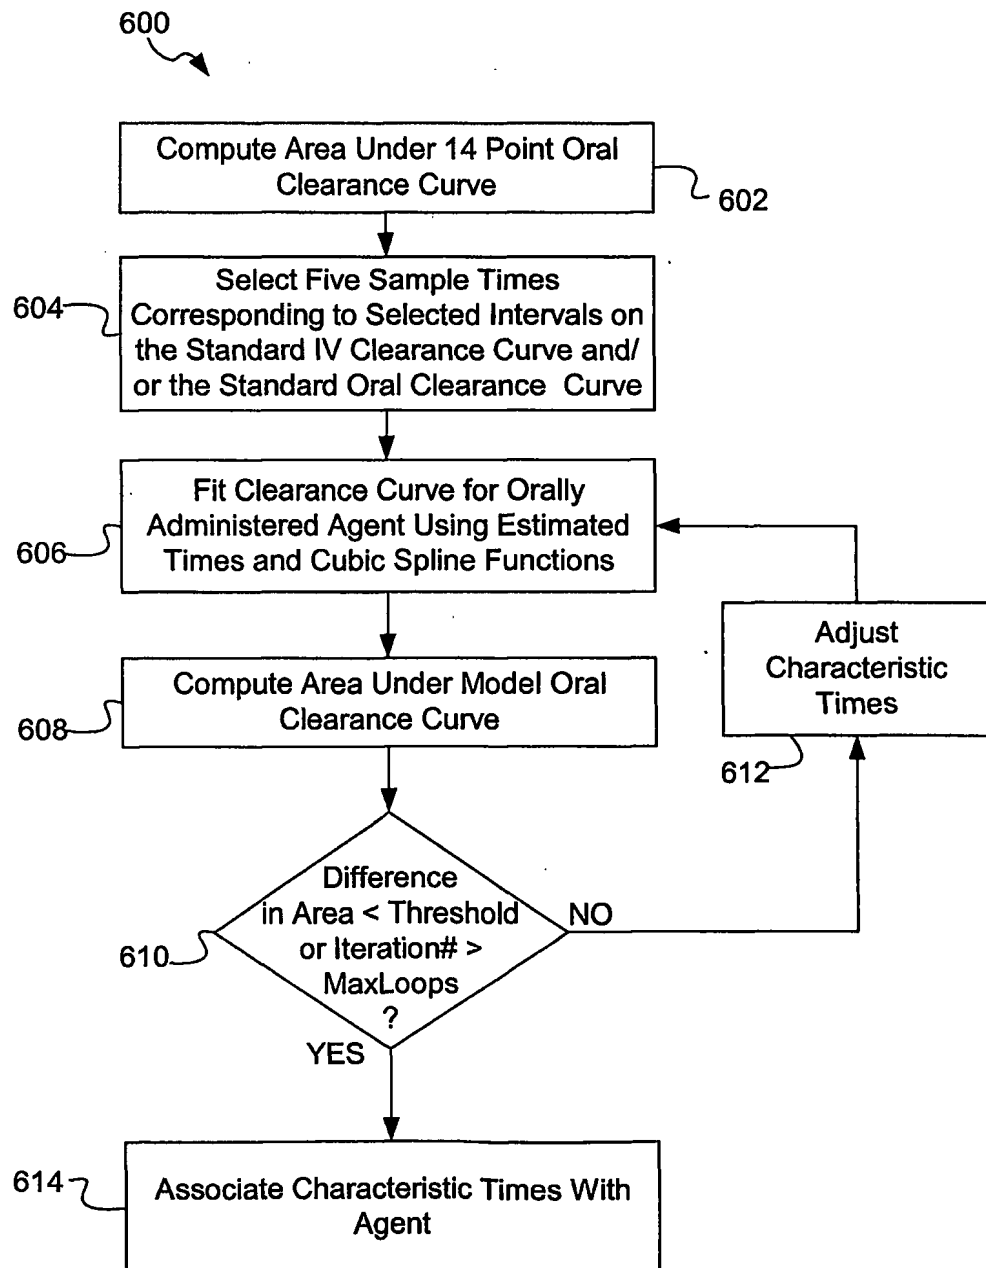 600
Compute Area Under 14 Point Oral
Clearance Curve
602
Select Five Sample Times
604
Corresponding to Selected Intervals on
the Standard IV Clearance Curve and/
or the Standard Oral Clearance Curve
Fit Clearance Curve for Orally
Administered Agent Using Estimated
606
Times and Cubic Spline Functions
Adjust
Characteristic
Times
612
Compute Area Under Model Oral
608
Clearance Curve
Difference
in Area < Threshold
NO
or Iteration# >
610
MaxLoops
?
YES
614
Associate Characteristic Times With
Agent